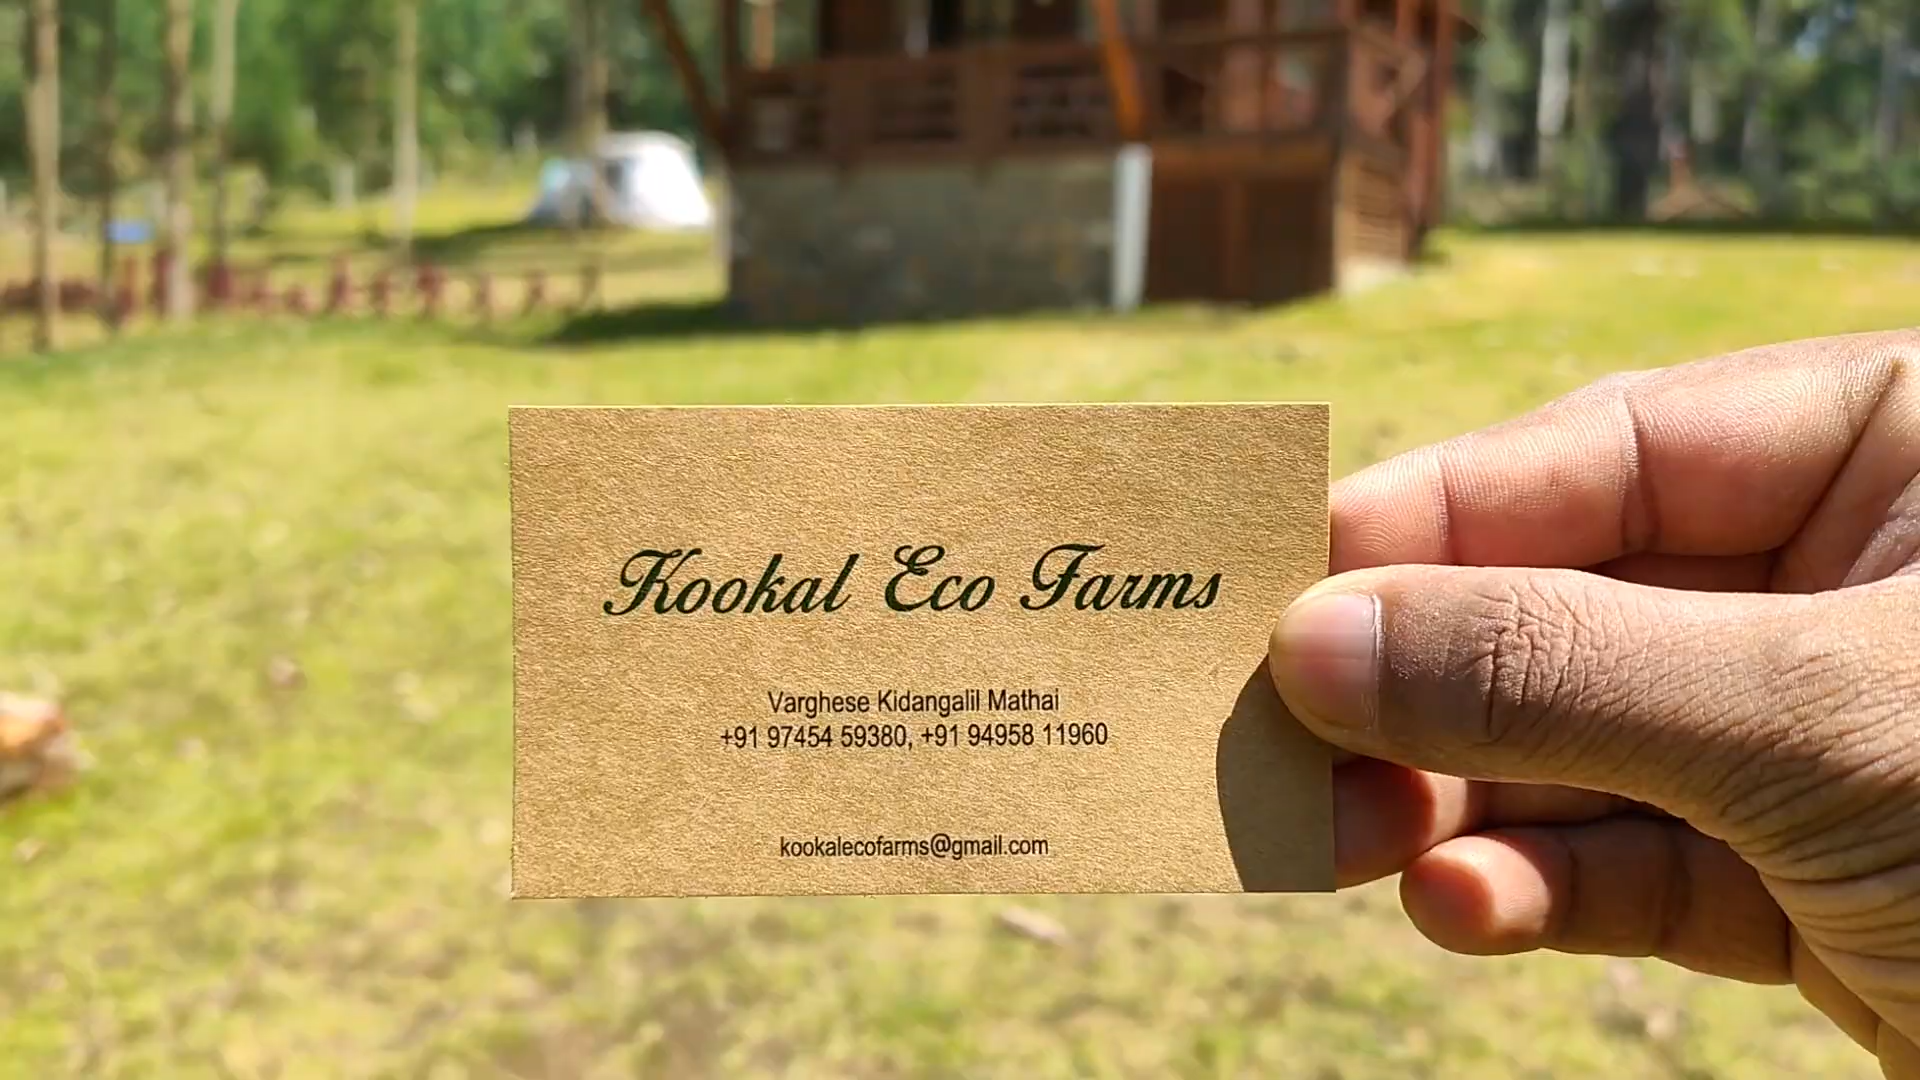 Kookal Eco Farms
Varghese Kidangalil Mathai
+91 97454 59380, +91 94958 11960
kookalecofarms@gmail.com